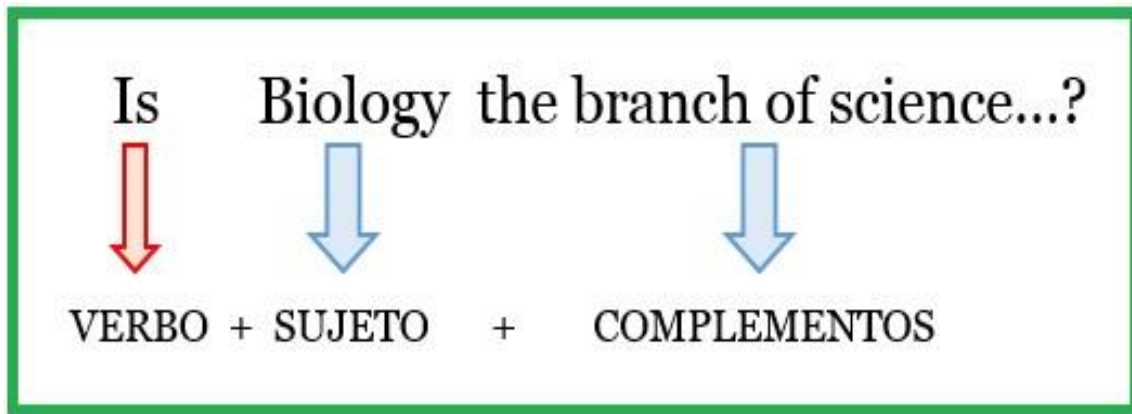 Is Biology the branch of science...?
VERBO + SUJETO + COMPLEMENTOS